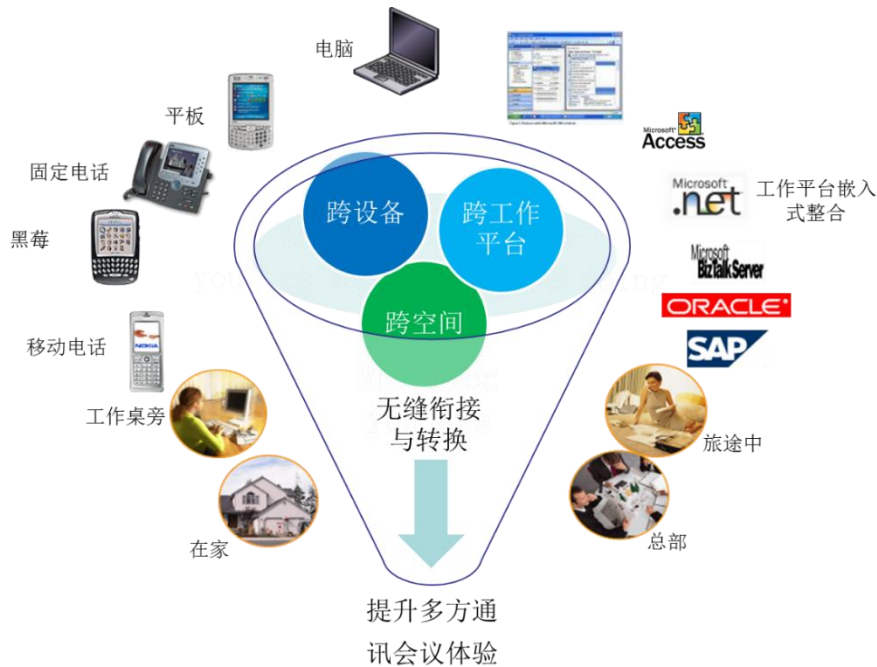 电脑
平板
Microsoft
Access
固定电话
Microsoft
.net
工作平台嵌入
式整合
跨设备
跨工作
平台
黑莓
Microsoft
BizTalk Server
ORACLE
跨空间
NOKIA
移动电话
SAP
无缝衔接
与转换
工作桌旁
旅途中
在家
总部
提升多方通
讯会议体验